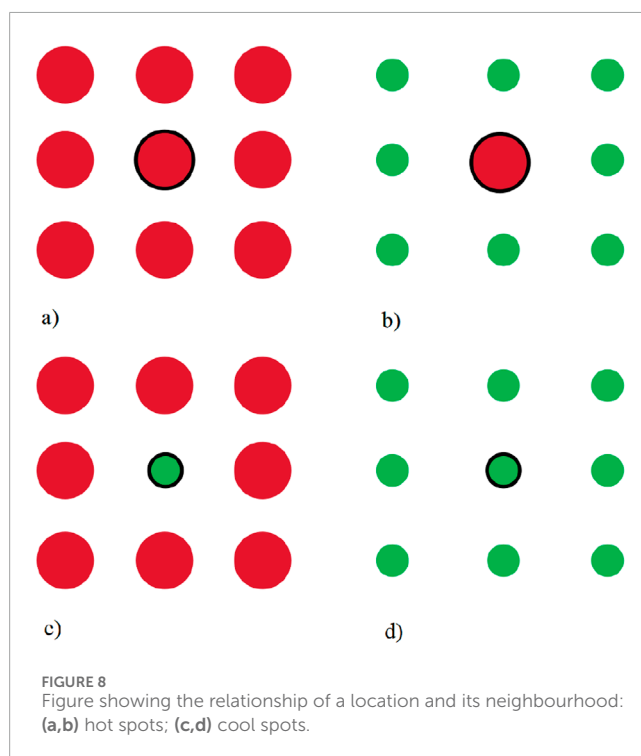 a)
b)
c)
d)
FIGURE 8
Figure showing the relationship of a location and its neighbourhood:
(a,b) hot spots; (c,d) cool spots.